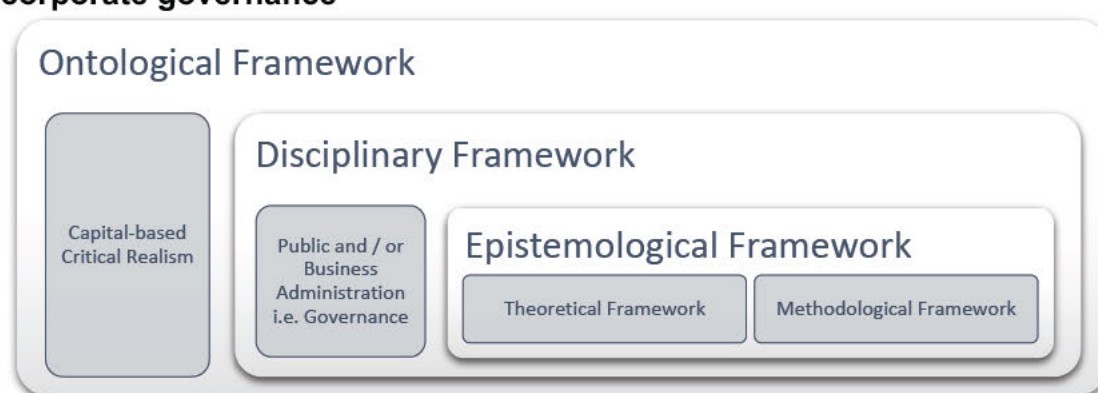 corporate governance
Ontological Framework
Disciplinary Framework
Capital-based
Critical Realism
Public and / or
Business
Administration
i.e. Governance
Epistemological Framework
Theoretical Framework
Methodological Framework